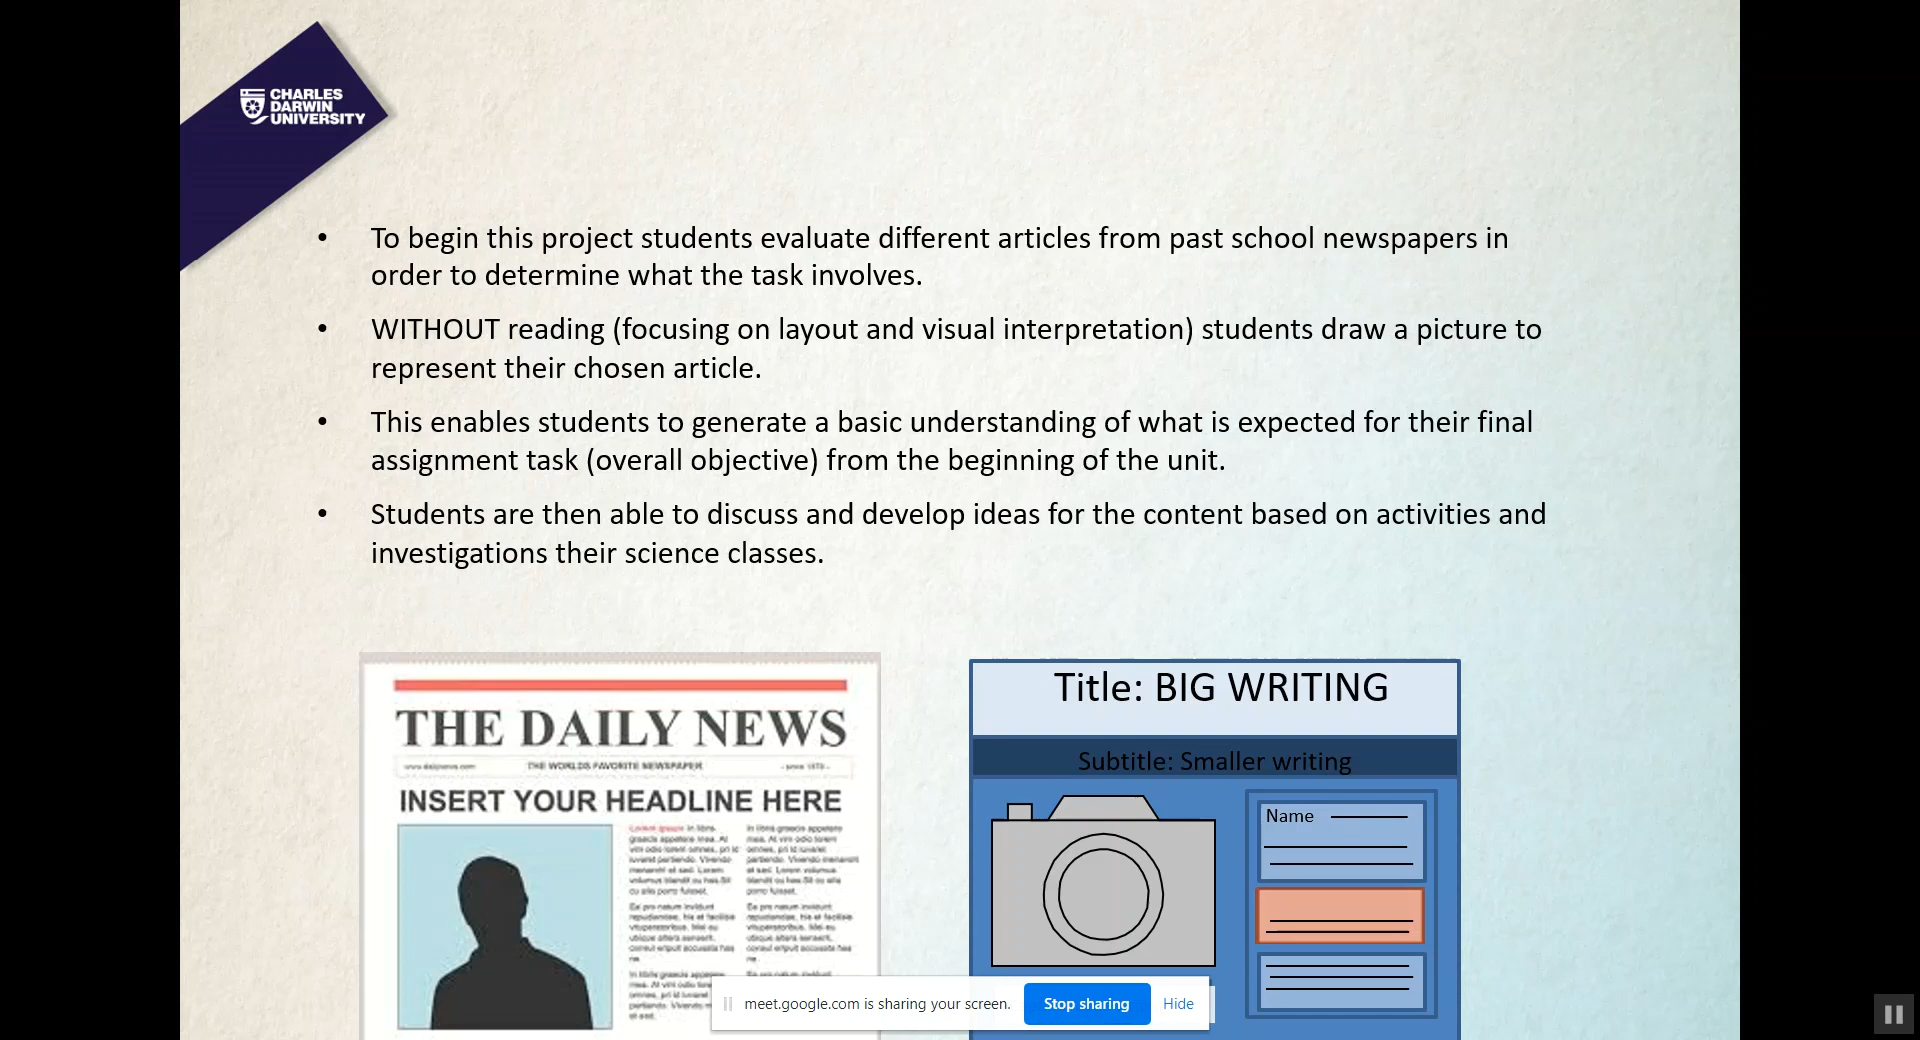 CHARLES
DARWIN
UNIVERSITY
• To begin this project students evaluate different articles from past school newspapers in
order to determine what the task involves.
• WITHOUT reading (focusing on layout and visual interpretation) students draw a picture to
represent their chosen article.
• This enables students to generate a basic understanding of what is expected for their final
assignment task (overall objective) from the beginning of the unit.
• Students are then able to discuss and develop ideas for the content based on activities and
investigations their science classes.
THE DAILY NEWS
THE WORLDS FAVORITE NEWSPAPER
INSERT YOUR HEADLINE HERE
Title: BIG WRITING
Subtitle: Smaller writing
Name
meet.google.com is sharing your screen.
Stop sharing
Hide